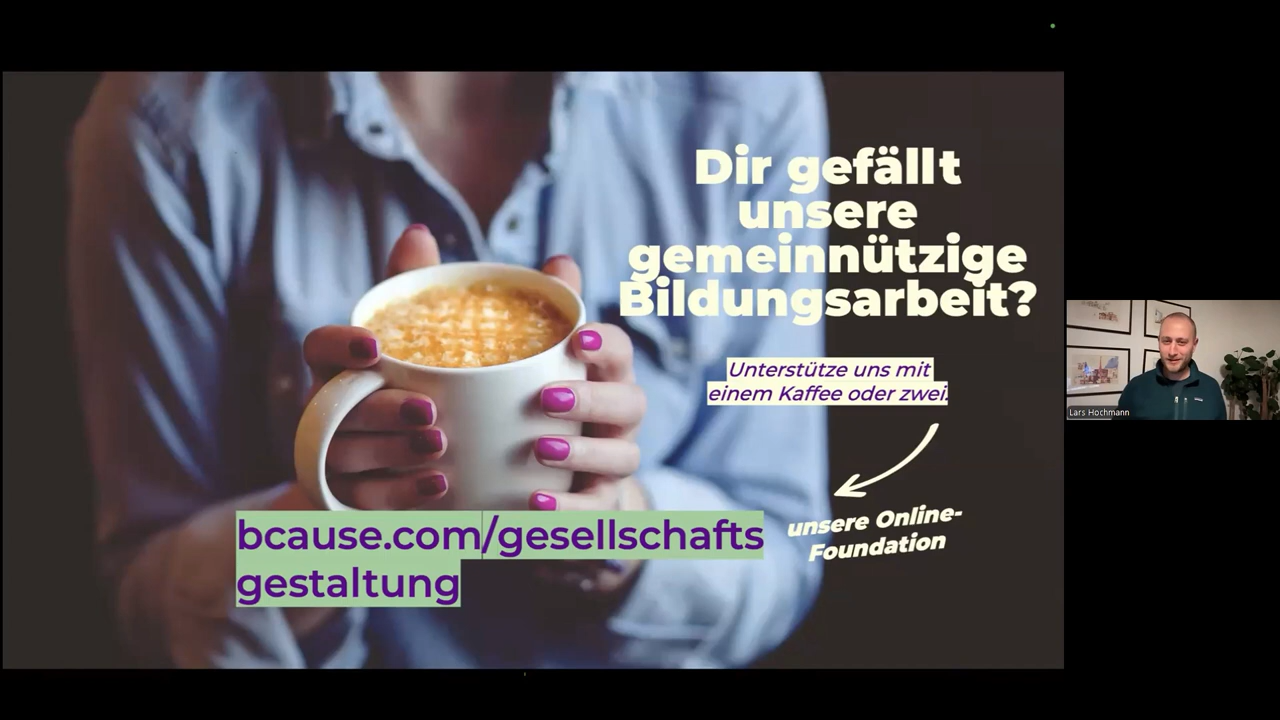 Dir gefällt
unsere
gemeinnützige
Bildungsarbeit?
Unterstütze uns mit
einem Kaffee oder zwei.
unsere Online-
Foundation
bcause.com/gesellschafts
gestaltung
Lars Hochmann